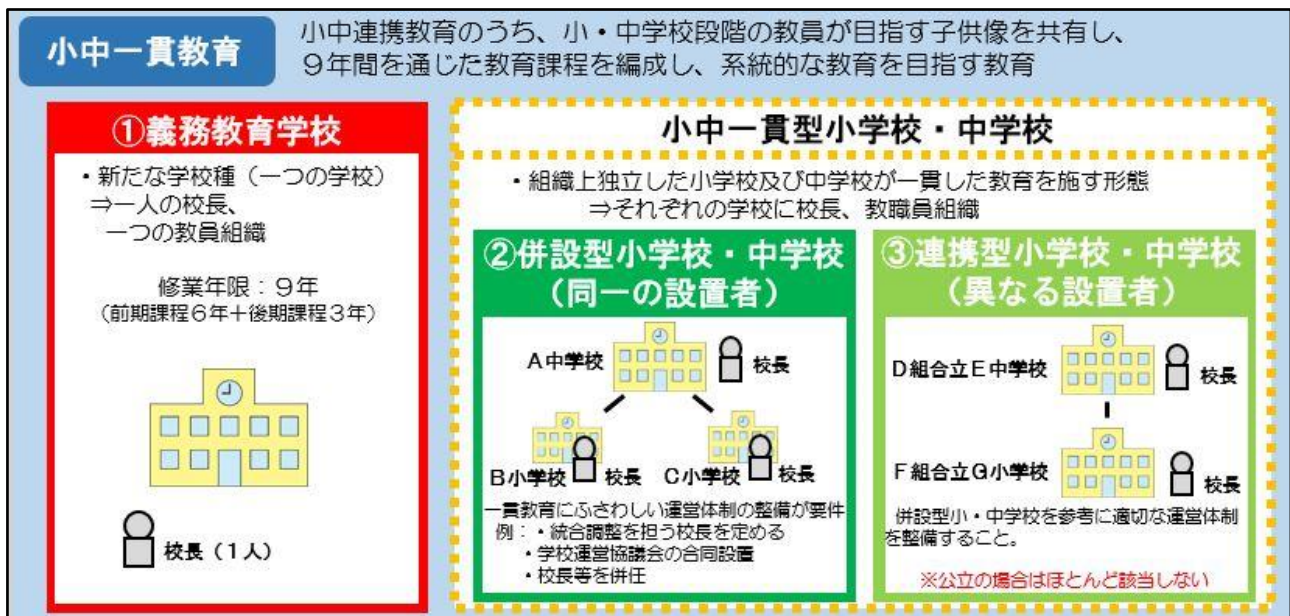 小中一貫教育
小中連携教育のうち、小・中学校段階の教員が目指す子供像を共有し、
９年間を通じた教育課程を編成し、系統的な教育を目指す教育
①義務教育学校
・新たな学校種（一つの学校）
⇒一人の校長、
一つの教員組織
修業年限：９年
（前期課程６年＋後期課程３年）
校長（１人）
小中一貫型小学校・中学校
・組織上独立した小学校及び中学校が一貫した教育を施す形態
⇒それぞれの学校に校長、教職員組織
②併設型小学校・中学校
（同一の設置者）
Ａ中学校
校長
Ｂ小学校
校長
Ｃ小学校
校長
一貫教育にふさわしい運営体制の整備が要件
例：・統合調整を担う校長を定める
・学校運営協議会の合同設置
・校長等を併任
③連携型小学校・中学校
（異なる設置者）
Ｄ組合立Ｅ中学校
校長
Ｆ組合立Ｇ小学校
校長
併設型小・中学校を参考に適切な運営体制
を整備すること。
※公立の場合はほとんど該当しない